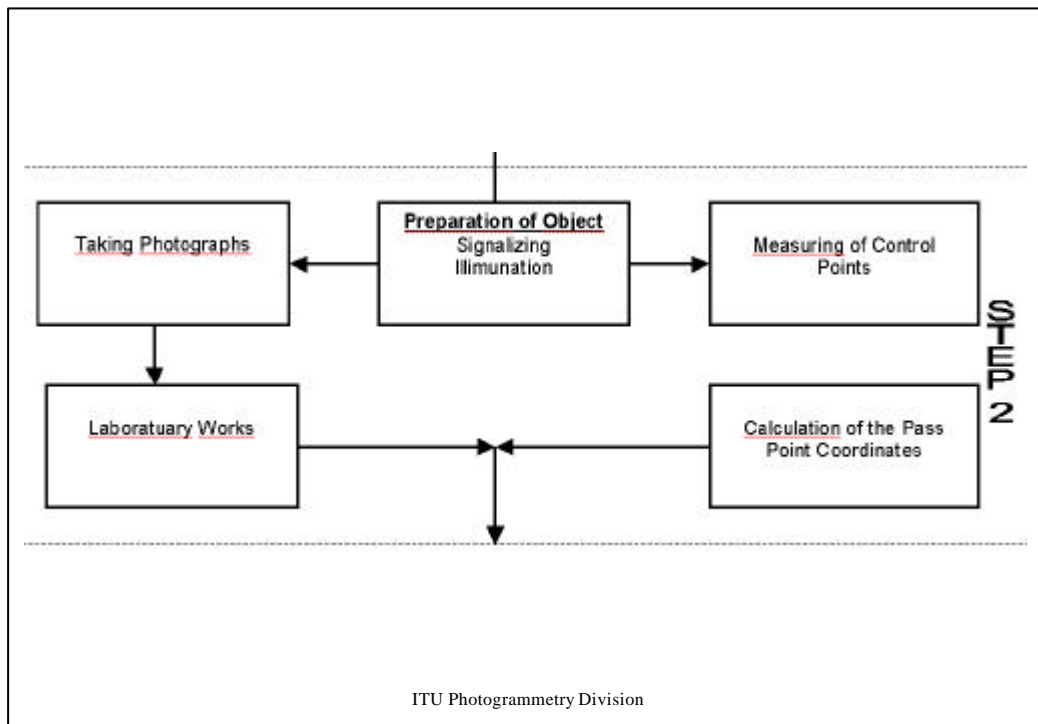 Taking Photographs
Preparation of Object
Signalizing
Illimunation
Measuring of Control
Points
Laboratuary Works
Calculation of the Pass
Point Coordinates
STEP 2
ITU Photogrammetry Division